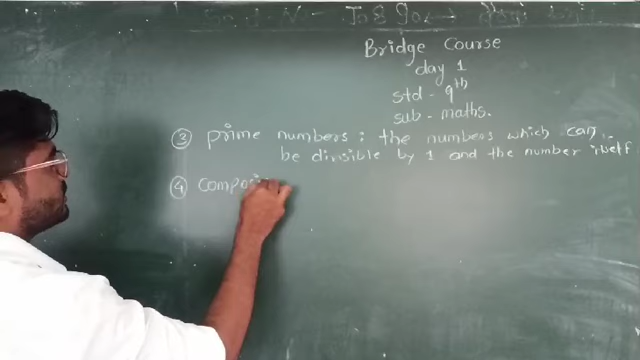 Bridge Course
day 1
std - 9th
sub - maths.
③ prime numbers : the numbers which can
be divisible by 1 and the number itself
④ composi